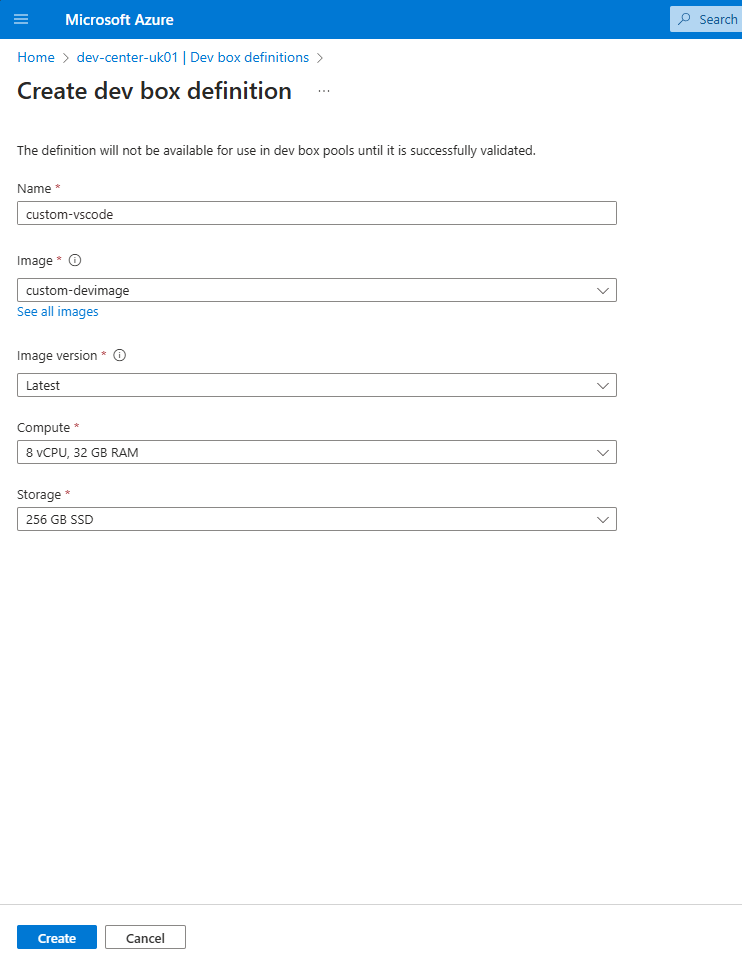 Microsoft Azure
Search
Home > dev-center-uk01 | Dev box definitions >
Create dev box definition ...
The definition will not be available for use in dev box pools until it is successfully validated.
Name *
custom-vscode
Image *
custom-devimage
See all images
Image version *
Latest
Compute *
8 vCPU, 32 GB RAM
Storage *
256 GB SSD
Create Cancel